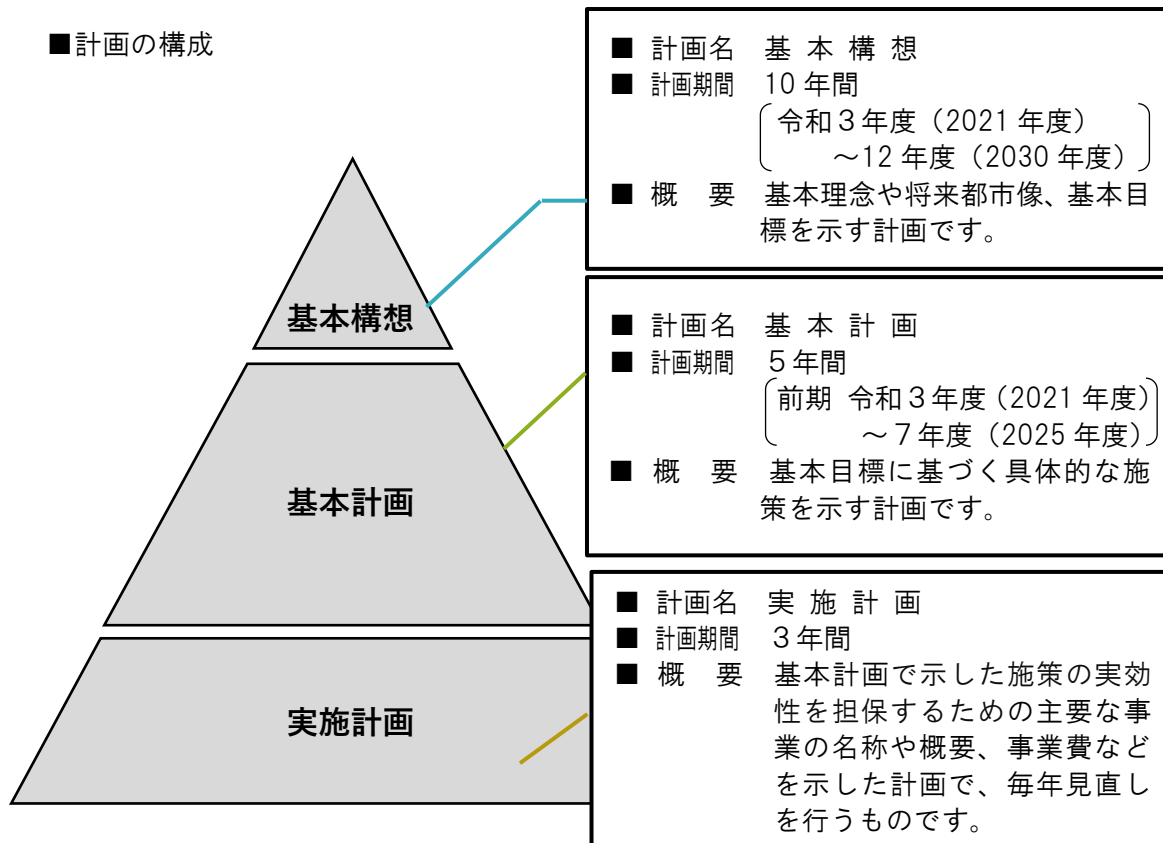 ■計画の構成
■ 計画名 基 本 構 想
■ 計画期間 10 年間
令和３年度（2021 年度）
～12 年度（2030 年度）
■ 概 要 基本理念や将来都市像、基本目
標を示す計画です。
基本構想
■ 計画名 基 本 計 画
■ 計画期間 ５年間
前期 令和３年度（2021 年度）
～７年度（2025 年度）
■ 概 要 基本目標に基づく具体的な施
策を示す計画です。
基本計画
■ 計画名 実 施 計 画
■ 計画期間 ３年間
■ 概 要 基本計画で示した施策の実効
性を担保するための主要な事
業の名称や概要、事業費など
を示した計画で、毎年見直し
を行うものです。
実施計画